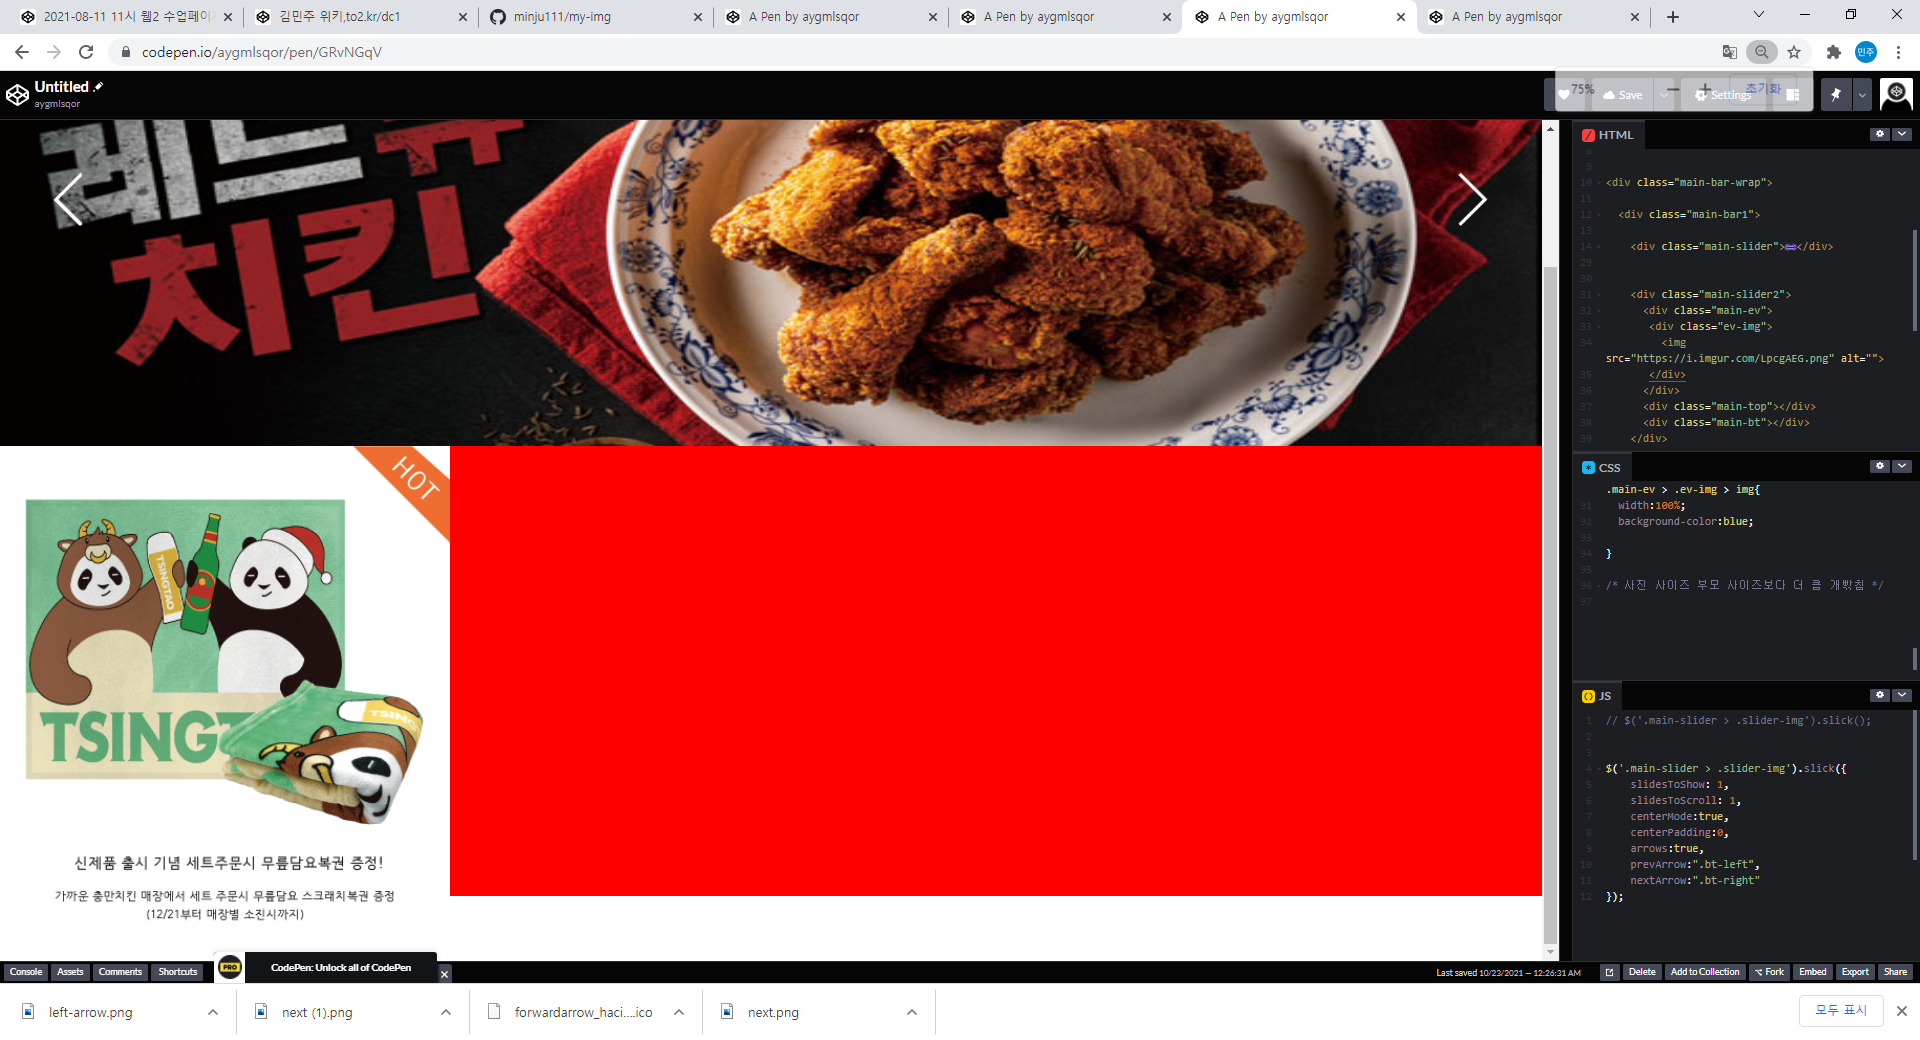 2021-08-11 11시 웹2 수업페이
김민주 위키,to2.kr/dc1
minju111/my-img
A Pen by aygmlsqor
A Pen by aygmlsqor
A Pen by aygmlsqor
A Pen by aygmlsqor
codepen.io/aygmlsqor/pen/GRvNGqV
민주
Untitled
aygmlsqor
75%
초기화
Save
Settings
레드
치킨
HOT
TSINGTAO
TSINGT
TSING
신제품 출시 기념 세트주문시 무릎담요복권 증정!
가까운 충만치킨 매장에서 세트 주문시 무릎담요 스크래치복권 증정
(12/21부터 매장별 소진시까지)
HTML
9
10 <div class="main-bar-wrap">
11
12 <div class="main-bar1">
13
14 <div class="main-slider"></div>
29
30
31 <div class="main-slider2">
32 <div class="main-ev">
33 <div class="ev-img">
34 <img
src="https://i.imgur.com/LpcgAEG.png" alt="">
35 </div>
36 </div>
37 <div class="main-top"></div>
38 <div class="main-bt"></div>
39 </div>
CSS
.main-ev > .ev-img > img{
91 width:100%;
92 background-color:blue;
93
94 }
95
96 /* 사진 사이즈 부모 사이즈보다 더 큼 개빡침 */
97
JS
1 // $('.main-slider > .slider-img').slick();
2
3
4 $('.main-slider > .slider-img').slick({
5 slidesToShow: 1,
6 slidesToScroll: 1,
7 centerMode:true,
8 centerPadding:0,
9 arrows:true,
10 prevArrow:".bt-left",
11 nextArrow:".bt-right"
12 });
Console
Assets
Comments
Shortcuts
PRO
CodePen: Unlock all of CodePen
Last saved 10/23/2021 — 12:26:31 AM
Delete
Add to Collection
Fork
Embed
Export
Share
left-arrow.png
next (1).png
forwardarrow_haci....ico
next.png
모두 표시